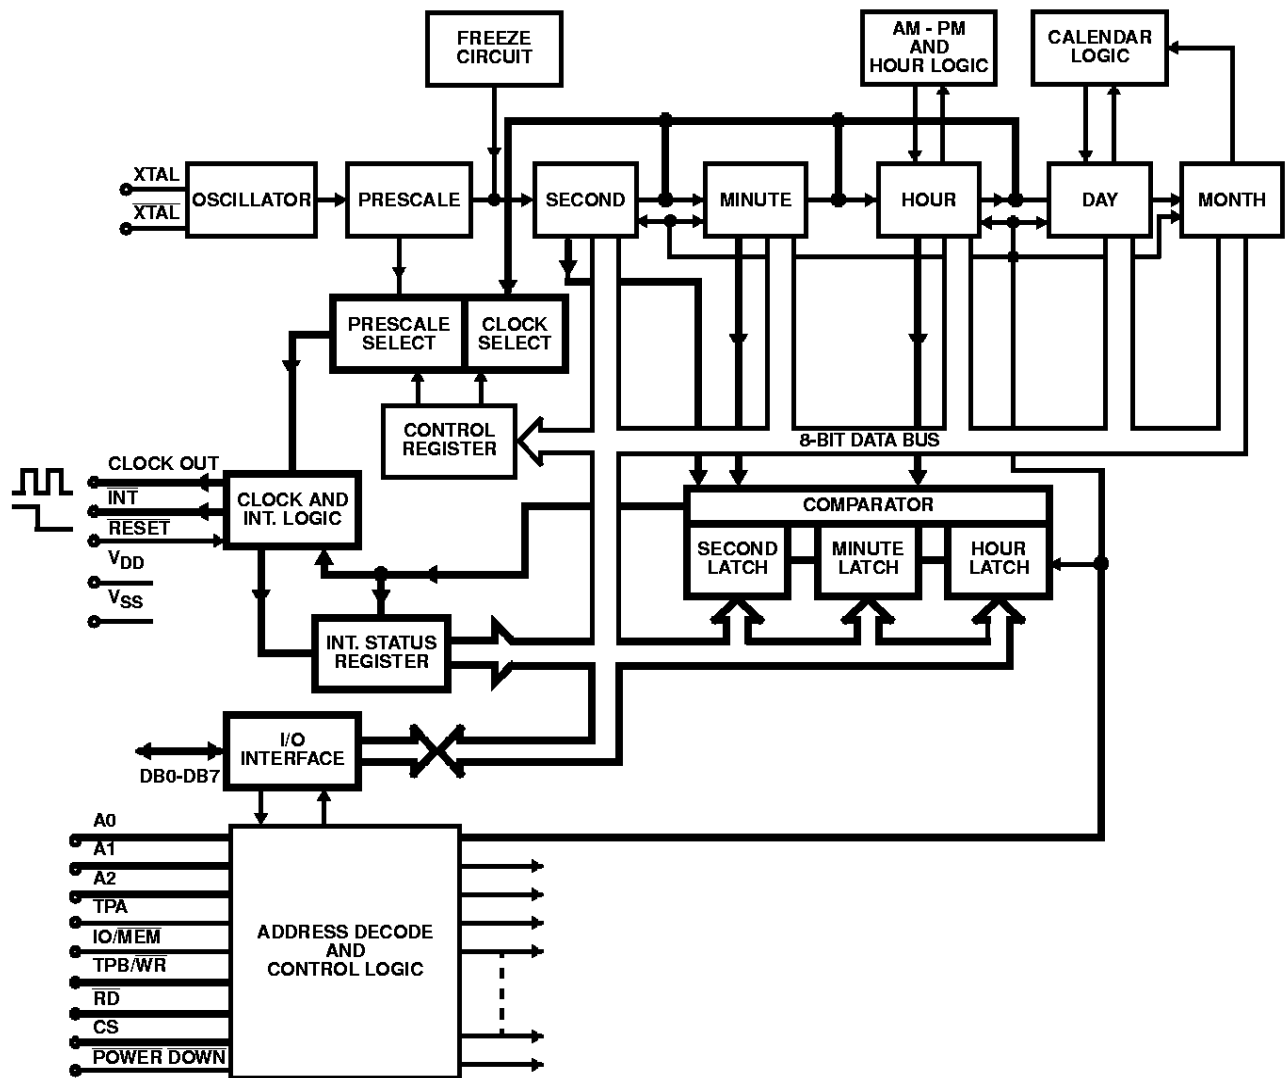 FREEZE
CIRCUIT
AM - PM
AND
HOUR LOGIC
CALENDAR
LOGIC
XTAL
XTAL
OSCILLATOR
PRESCALE
SECOND
MINUTE
HOUR
DAY
MONTH
PRESCALE
SELECT
CLOCK
SELECT
CONTROL
REGISTER
8-BIT DATA BUS
CLOCK OUT
INT
RESET
VDD
VSS
CLOCK AND
INT. LOGIC
COMPARATOR
SECOND
LATCH
MINUTE
LATCH
HOUR
LATCH
INT. STATUS
REGISTER
I/O
INTERFACE
DB0-DB7
A0
A1
A2
TPA
IO/MEM
TPB/WR
RD
CS
POWER DOWN
ADDRESS DECODE
AND
CONTROL LOGIC